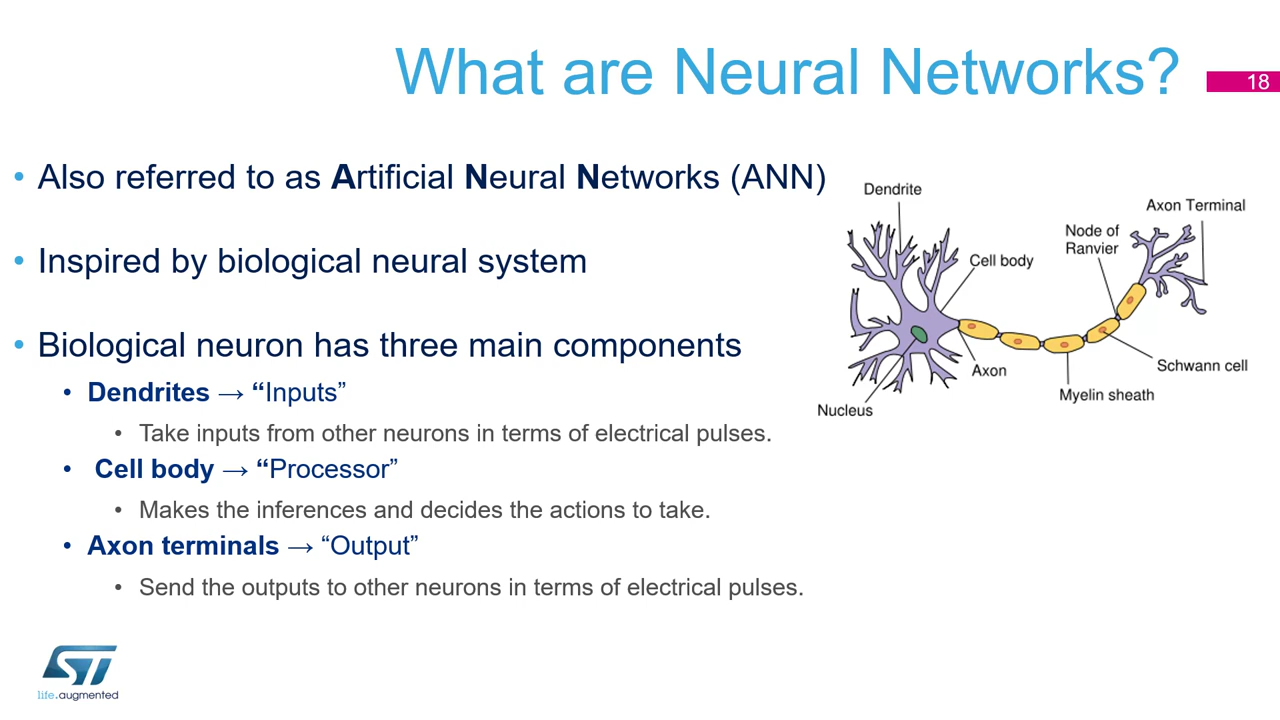 What are Neural Networks?
18
• Also referred to as Artificial Neural Networks (ANN)
• Inspired by biological neural system
• Biological neuron has three main components
• Dendrites → “Inputs”
• Take inputs from other neurons in terms of electrical pulses.
• Cell body → “Processor”
• Makes the inferences and decides the actions to take.
• Axon terminals → “Output”
• Send the outputs to other neurons in terms of electrical pulses.
Dendrite
Axon Terminal
Node of
Ranvier
Cell body
Axon
Schwann cell
Myelin sheath
Nucleus
ST
life.augmented